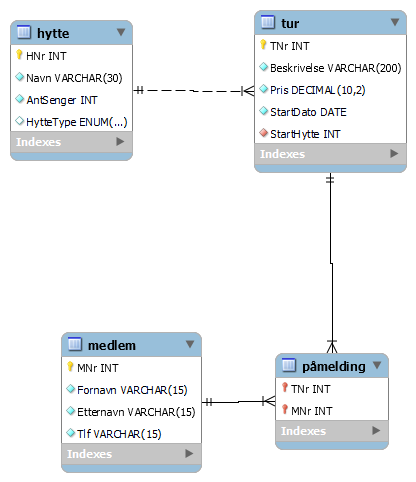 hytte
HNr INT
Navn VARCHAR(30)
AntSenger INT
HytteType ENUM(...)
Indexes
tur
TNr INT
Beskrivelse VARCHAR(200)
Pris DECIMAL(10,2)
StartDato DATE
StartHytte INT
Indexes
medlem
MNr INT
Fornavn VARCHAR(15)
Etternavn VARCHAR(15)
Tlf VARCHAR(15)
Indexes
påmelding
TNr INT
MNr INT
Indexes